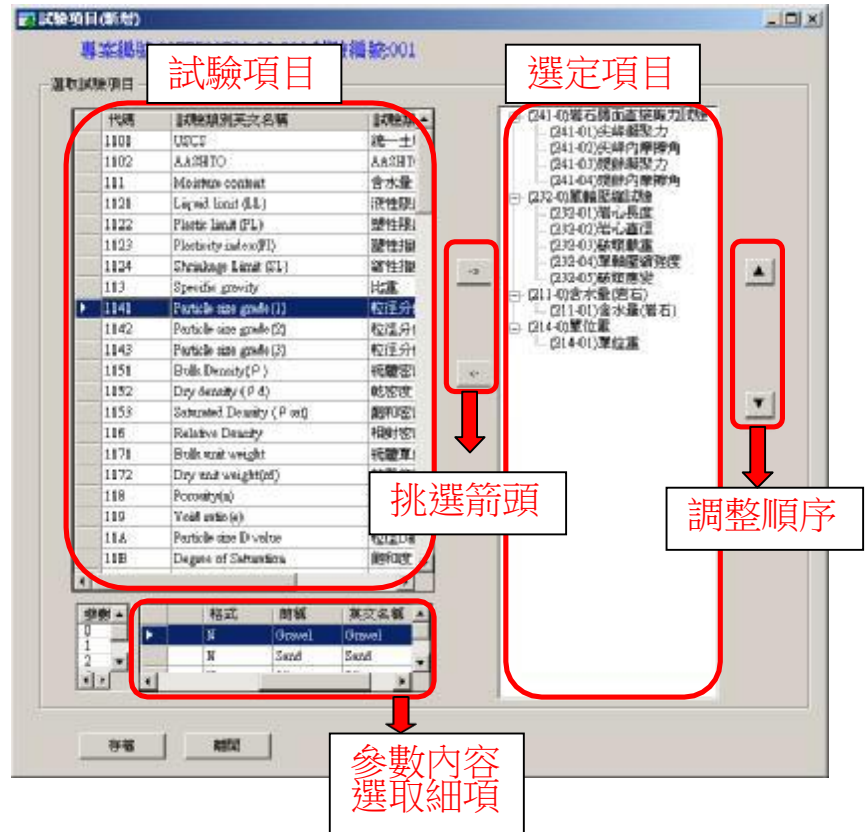 試驗項目(新增)
專案編號
編號:001
試驗項目
選定項目
選取試驗項目
代碼 試驗類別英文名稱 試驗類
1101 USCS 統一土
1102 AASHTO AASHT
111 Moisture content 含水量
1121 Liquid limit (LL) 液性限
1122 Plastic limit (PL) 塑性限
1123 Plasticity index(PI) 塑性指
1124 Shrinkage Limit (SL) 縮性
113 Specific gravity 比重
1141 Particle size grade (1) 粒徑分
1142 Particle size grade (2) 粒徑分
1143 Particle size grade (3) 粒徑分
1151 Bulk Density(ρ)
1152 Dry density (ρd) 乾密度
1153 Saturated Density (ρsat) 飽和密
116 Relative Density 相對密
1171 Bulk unit weight
1172 Dry unit weight(rd)
118 Porosity(n)
119 Void ratio (e)
11A Particle size D value 粒徑D
11B Degree of Saturation 飽和度
->
<-
(241-0)岩石節面直接剪力試驗
(241-01)尖峰凝聚力
(241-02)尖峰內摩擦角
(241-03)殘餘凝聚力
(241-04)殘餘內摩擦角
(232-0)單軸壓縮試驗
(232-01)岩心長度
(232-02)岩心直徑
(232-03)破壞載重
(232-04)單軸壓縮強度
(232-05)破壞應變
(211-0)含水量(岩石)
(211-01)含水量(岩石)
(214-0)單位重
(214-01)單位重
▲
▼
挑選箭頭
調整順序
參數
0
1
2
格式 簡稱 英文名稱
N Gravel Gravel
N Sand Sand
存檔 離開
參數內容
選取細項